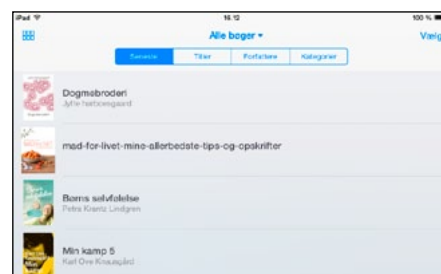 iPad 16.12 100 %
Alle bøger
Vælg
Seneste Titler Forfattere Kategorier
Dogmebroderi
mad-for-livet-mine-allerbedste-tips-og-opskrifter
Børns selvfølelse
Petra Krantz Lindgren
Min kamp 5
Karl Ove Knausgård